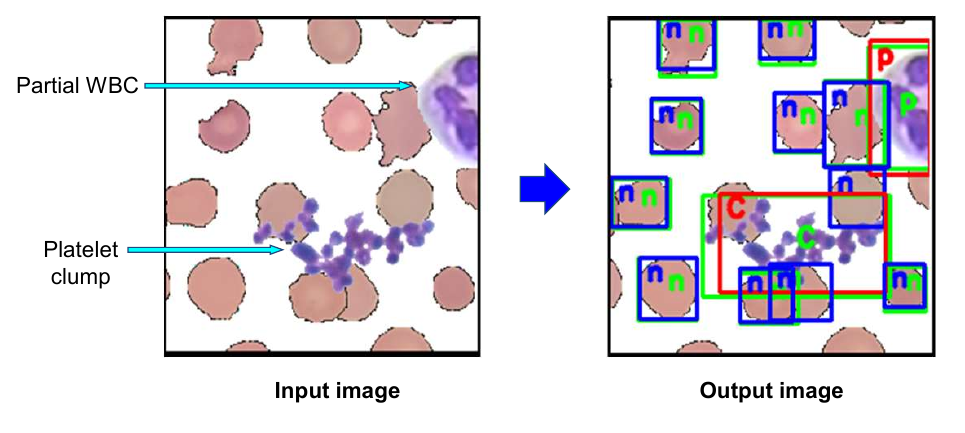 Partial WBC
Platelet
clump
n n
n n
p
p
n n
n n
n
n
n n
n
C
C
n n
n
n
n n
Input image
Output image